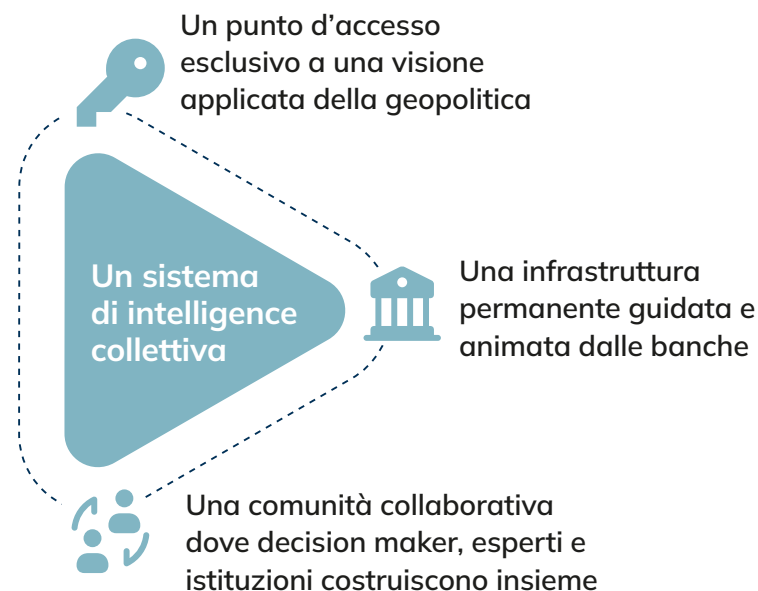 Un punto d’accesso
esclusivo a una visione
applicata della geopolitica
Un sistema
di intelligence
collettiva
Una infrastruttura
permanente guidata e
animata dalle banche
Una comunità collaborativa
dove decision maker, esperti e
istituzioni costruiscono insieme